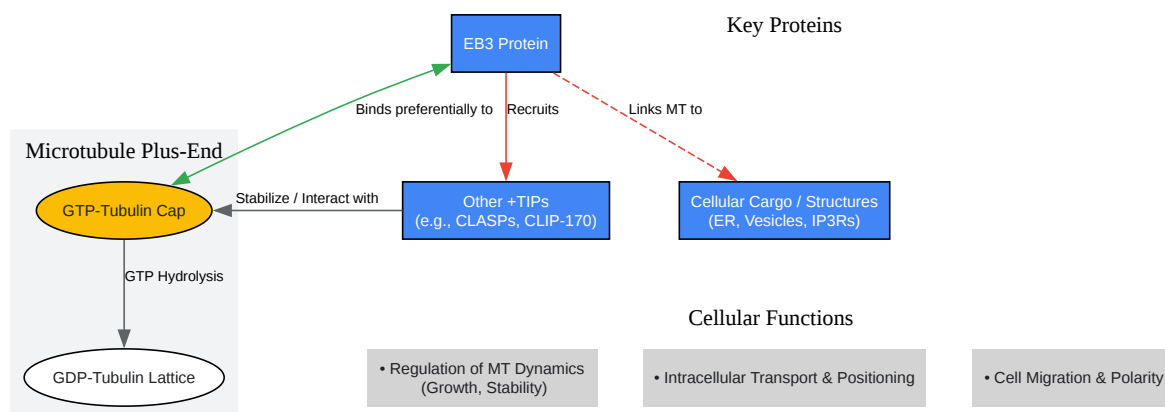 Key Proteins
EB3 Protein
Binds preferentially to
Recruits
Links MT to
Microtubule Plus-End
GTP-Tubulin Cap
Stabilize / Interact with
Other +TIPs
(e.g., CLASPs, CLIP-170)
Cellular Cargo / Structures
(ER, Vesicles, IP3Rs)
GTP Hydrolysis
Cellular Functions
GDP-Tubulin Lattice
• Regulation of MT Dynamics
(Growth, Stability)
• Intracellular Transport & Positioning
• Cell Migration & Polarity